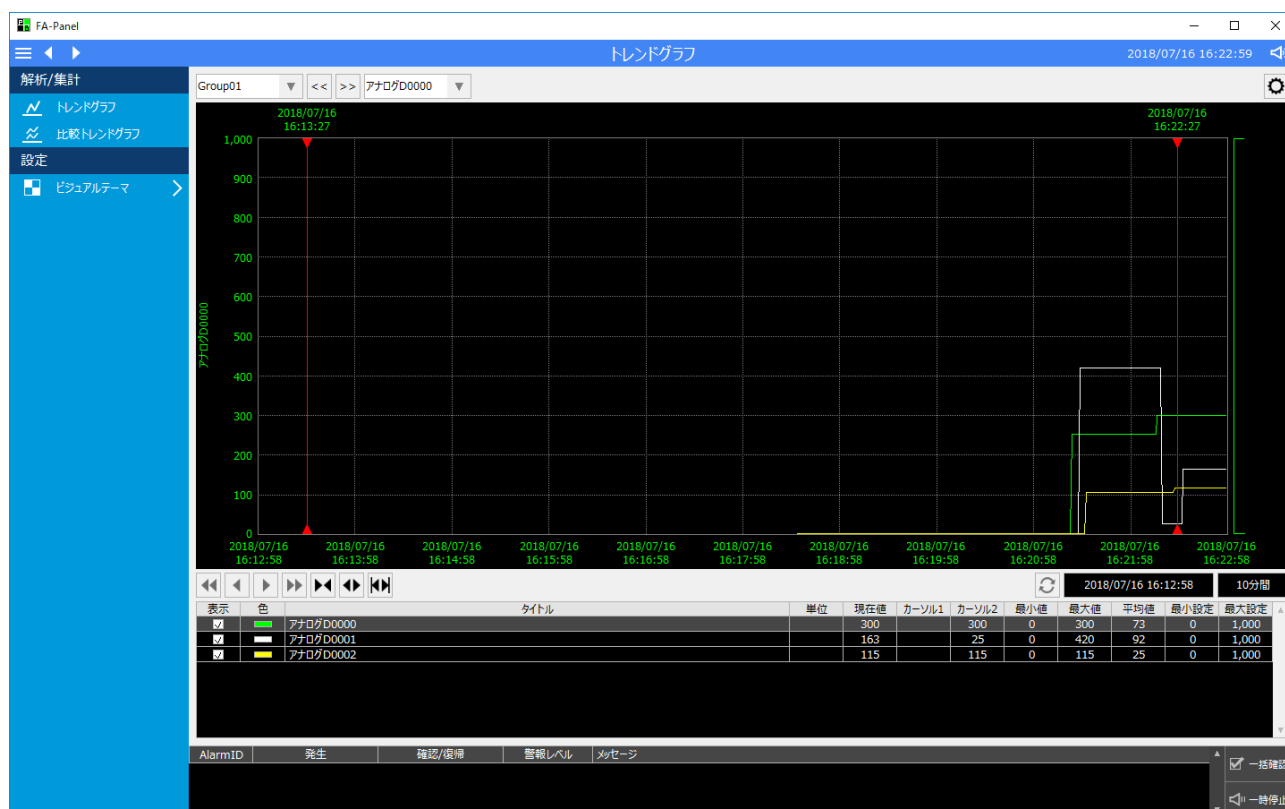 FA-Panel
トレンドグラフ 2018/07/16 16:22:59
解析/集計
トレンドグラフ
比較トレンドグラフ
設定
ビジュアルテーマ
Group01 << >> アナログD0000
2018/07/16 2018/07/16
16:13:27 16:22:27
1,000
900
800
700
600
500
400
300
200
100
0
アナログD0000
2018/07/16 2018/07/16 2018/07/16 2018/07/16 2018/07/16 2018/07/16 2018/07/16 2018/07/16 2018/07/16 2018/07/16 2018/07/16
16:12:58 16:13:58 16:14:58 16:15:58 16:16:58 16:17:58 16:18:58 16:19:58 16:20:58 16:21:58 16:22:58
2018/07/16 16:12:58 10分間
表示 色 タイトル 単位 現在値 カーソル1 カーソル2 最小値 最大値 平均値 最小設定 最大設定
アナログD0000 300 300 0 300 73 0 1,000
アナログD0001 163 25 0 420 92 0 1,000
アナログD0002 115 115 0 115 25 0 1,000
AlarmID 発生 確認/復帰 警報レベル メッセージ
一括確認
一時停止